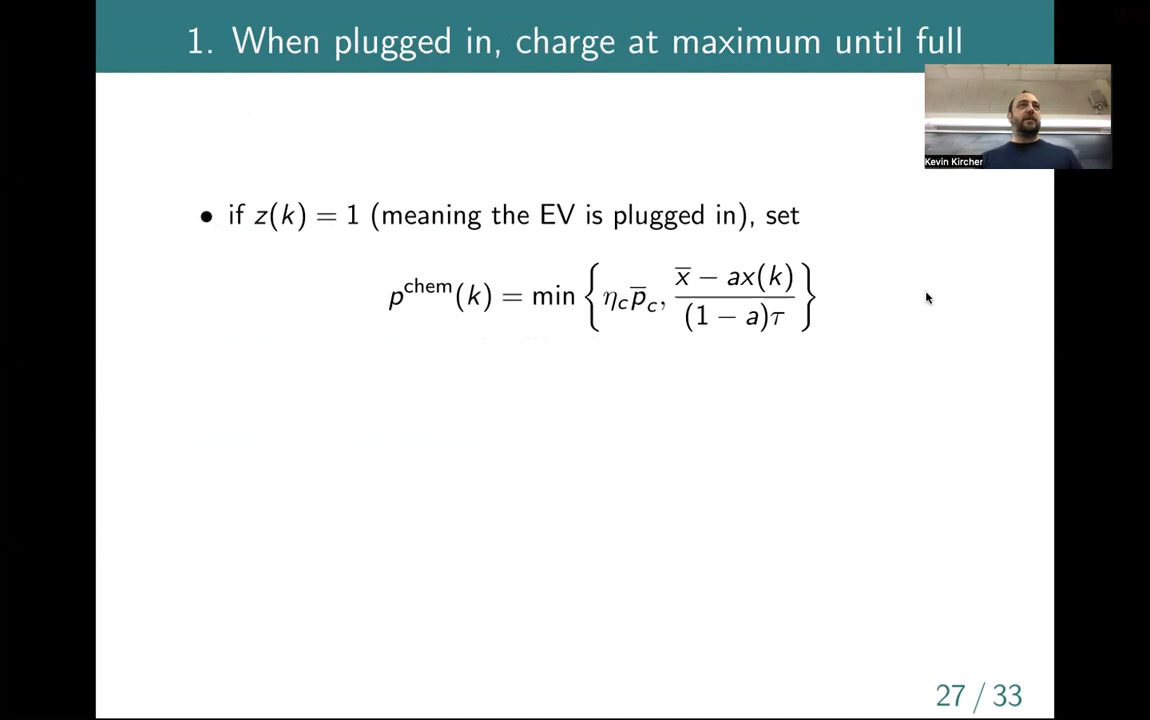 1. When plugged in, charge at maximum until full
Kevin Kircher
• if z(k) = 1 (meaning the EV is plugged in), set
p^chem(k) = min { η_c p̅_c, (x̅ − ax(k)) / ((1 − a)τ) }
27 / 33